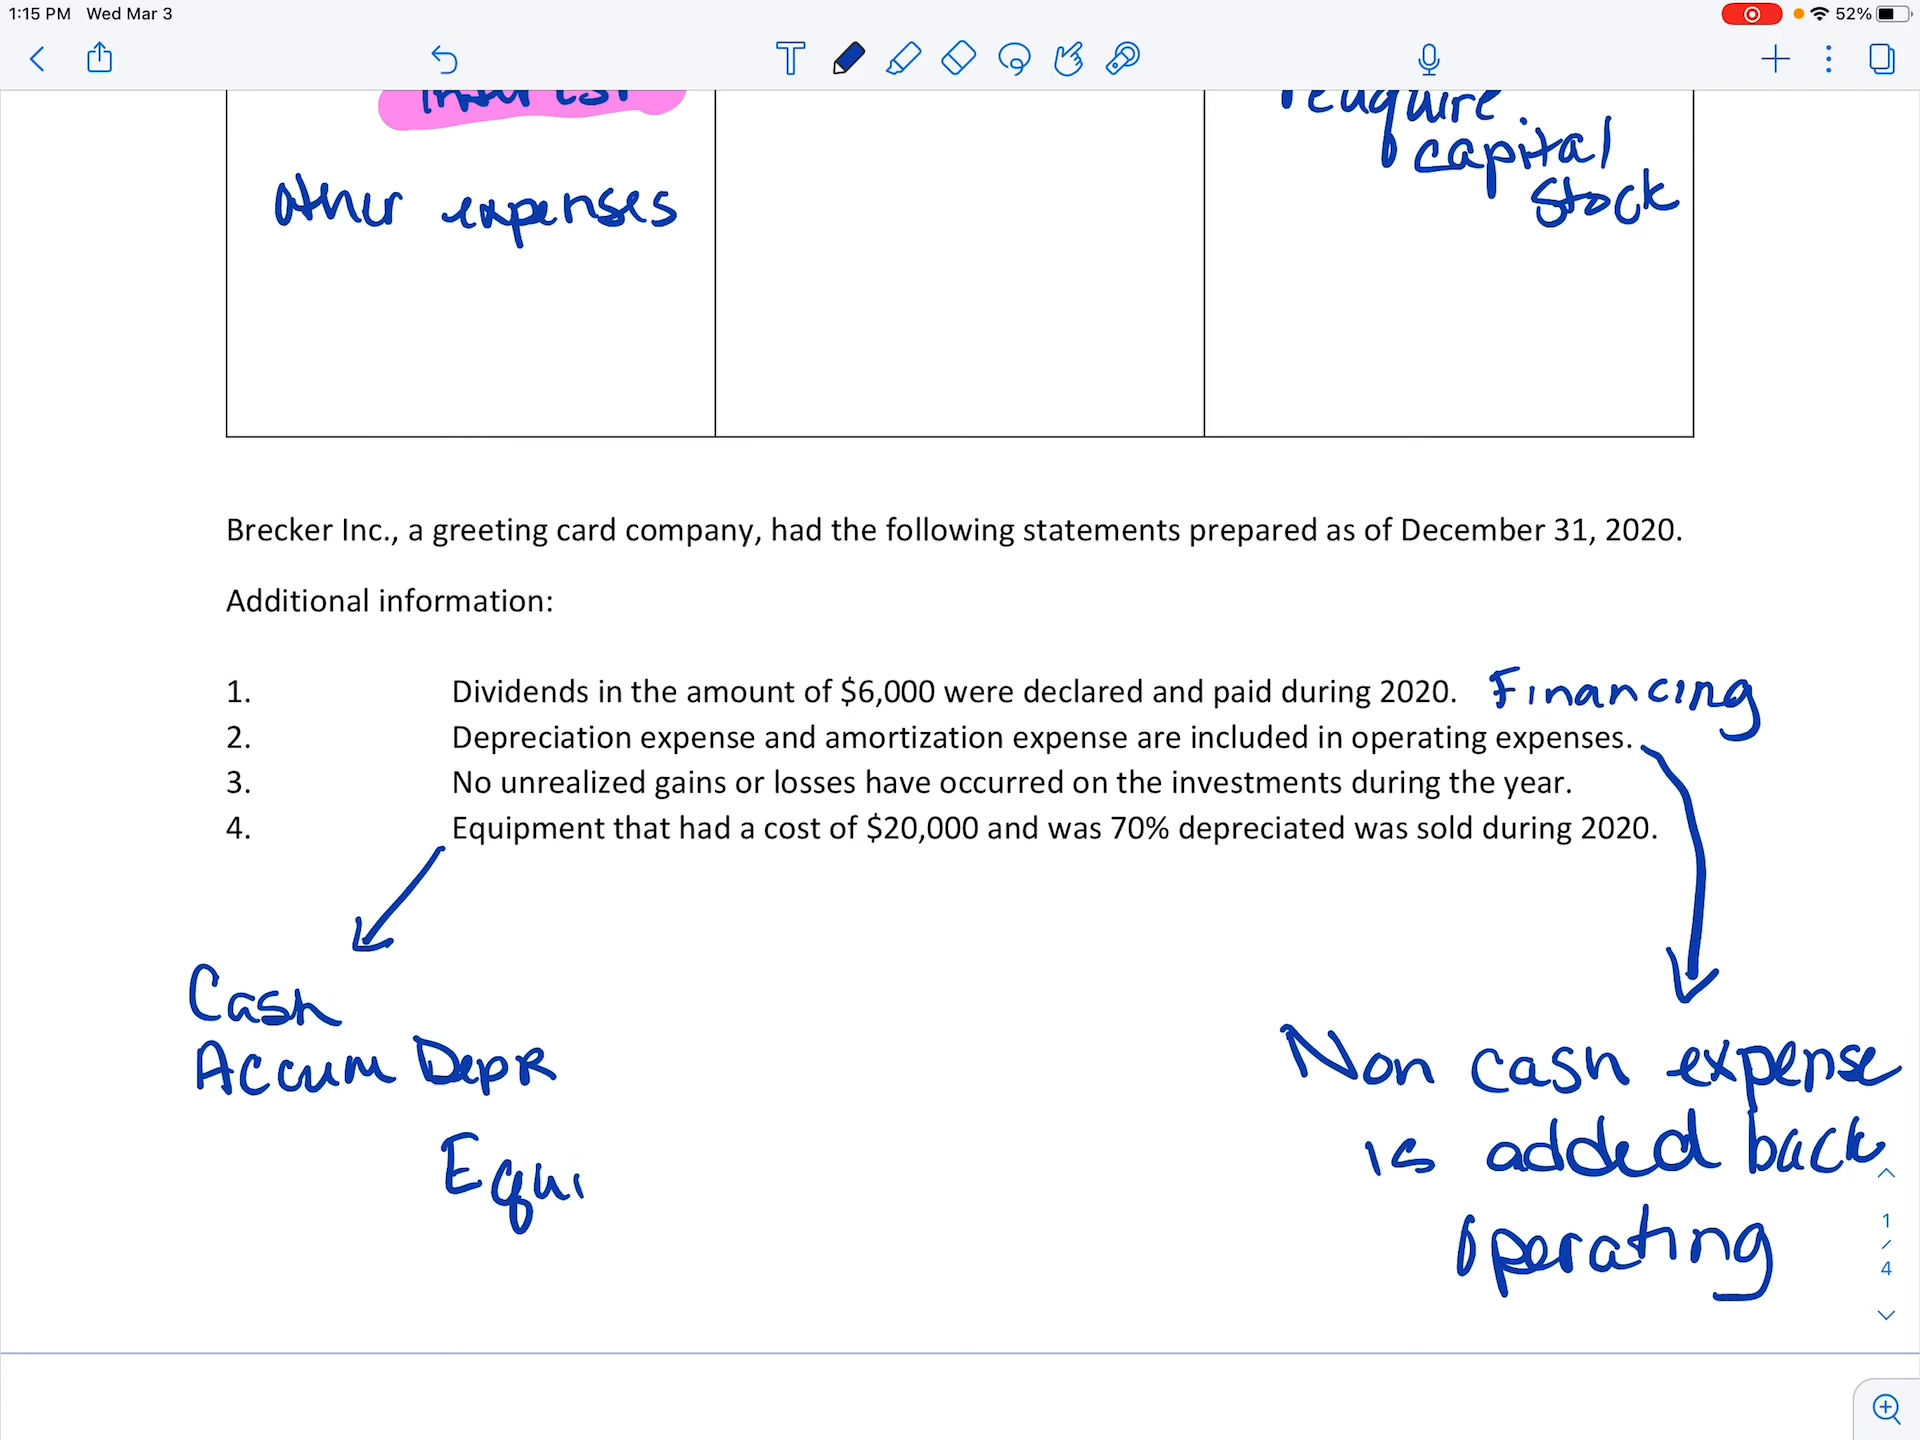 1:15 PM Wed Mar 3
52%
T
other expenses
reaquire
capital
stock
Brecker Inc., a greeting card company, had the following statements prepared as of December 31, 2020.
Additional information:
1. Dividends in the amount of $6,000 were declared and paid during 2020. Financing
2. Depreciation expense and amortization expense are included in operating expenses.
3. No unrealized gains or losses have occurred on the investments during the year.
4. Equipment that had a cost of $20,000 and was 70% depreciated was sold during 2020.
Cash
Accum Depr
Equi
Non cash expense
is added back
operating
1
/
4